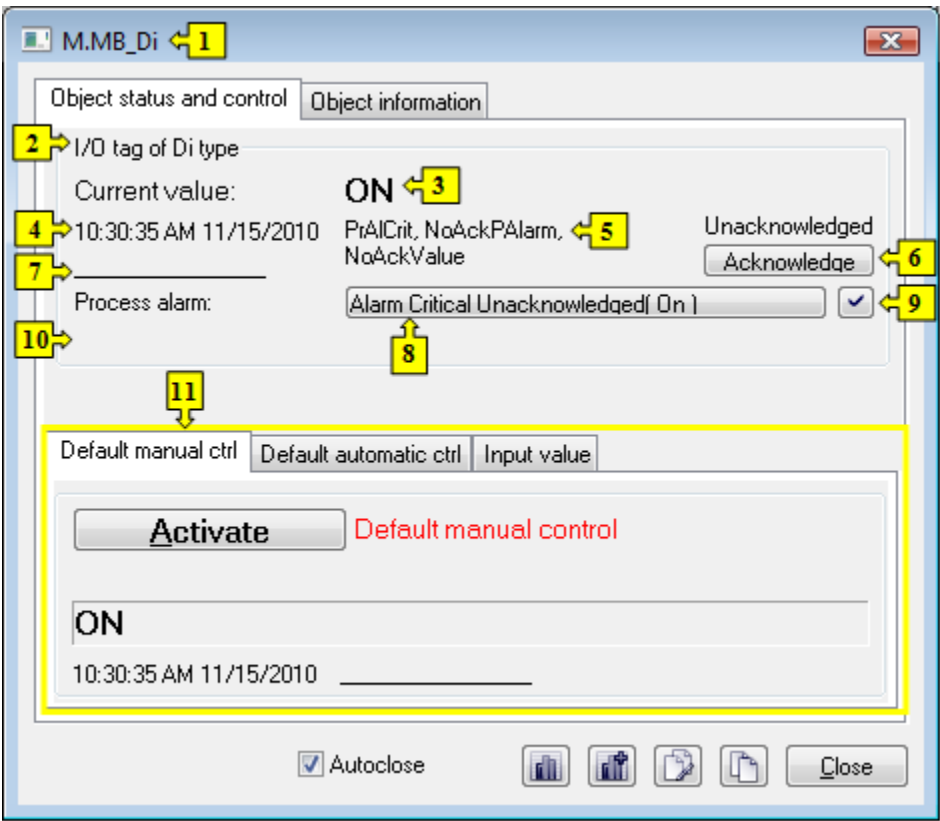 M.MB_Di 1
Object status and control Object information
2 I/O tag of Di type
Current value: ON 3
4 10:30:35 AM 11/15/2010 PrAlCrit, NoAckPAlarm, 5 Unacknowledged
7 NoAckValue Acknowledge 6
Process alarm: Alarm Critical Unacknowledged( On ) 9
10 8
11
Default manual ctrl Default automatic ctrl Input value
Activate Default manual control
ON
10:30:35 AM 11/15/2010
Autoclose Close